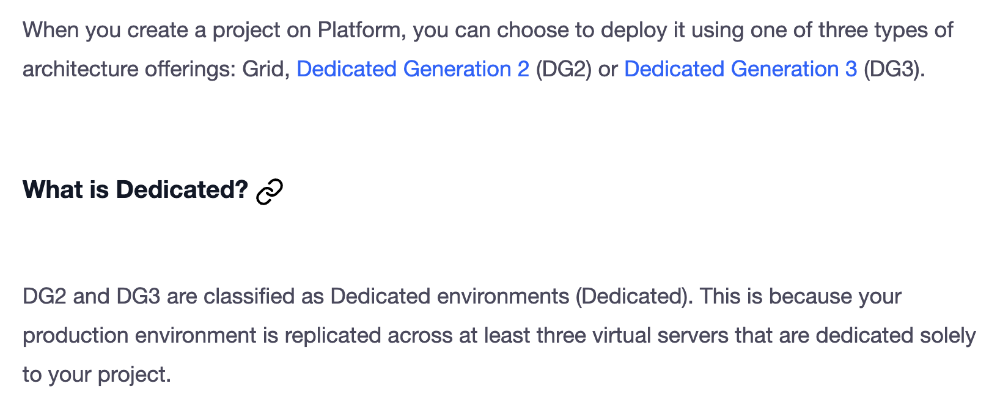 When you create a project on Platform, you can choose to deploy it using one of three types of
architecture offerings: Grid, Dedicated Generation 2 (DG2) or Dedicated Generation 3 (DG3).
What is Dedicated?
DG2 and DG3 are classified as Dedicated environments (Dedicated). This is because your
production environment is replicated across at least three virtual servers that are dedicated solely
to your project.